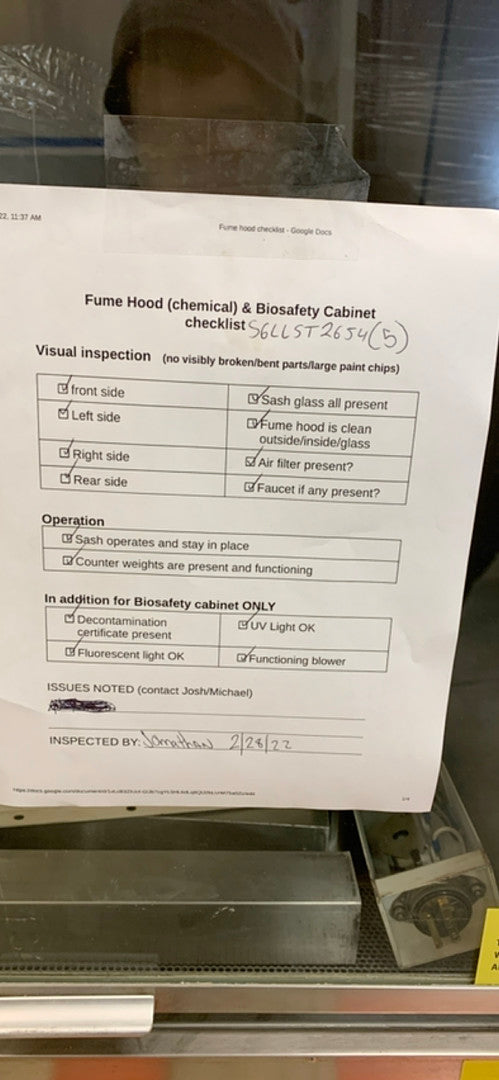 22, 11:37 AM
Fume hood checklist - Google Docs
Fume Hood (chemical) & Biosafety Cabinet
checklist SGLLST2654(5)
Visual inspection (no visibly broken/bent parts/large paint chips)
front side
Sash glass all present
Left side
Fume hood is clean
outside/inside/glass
Right side
Air filter present?
Rear side
Faucet if any present?
Operation
Sash operates and stay in place
Counter weights are present and functioning
In addition for Biosafety cabinet ONLY
Decontamination
certificate present
UV Light OK
Fluorescent light OK
Functioning blower
ISSUES NOTED (contact Josh/Michael)
INSPECTED BY: Jonathan 2/28/22